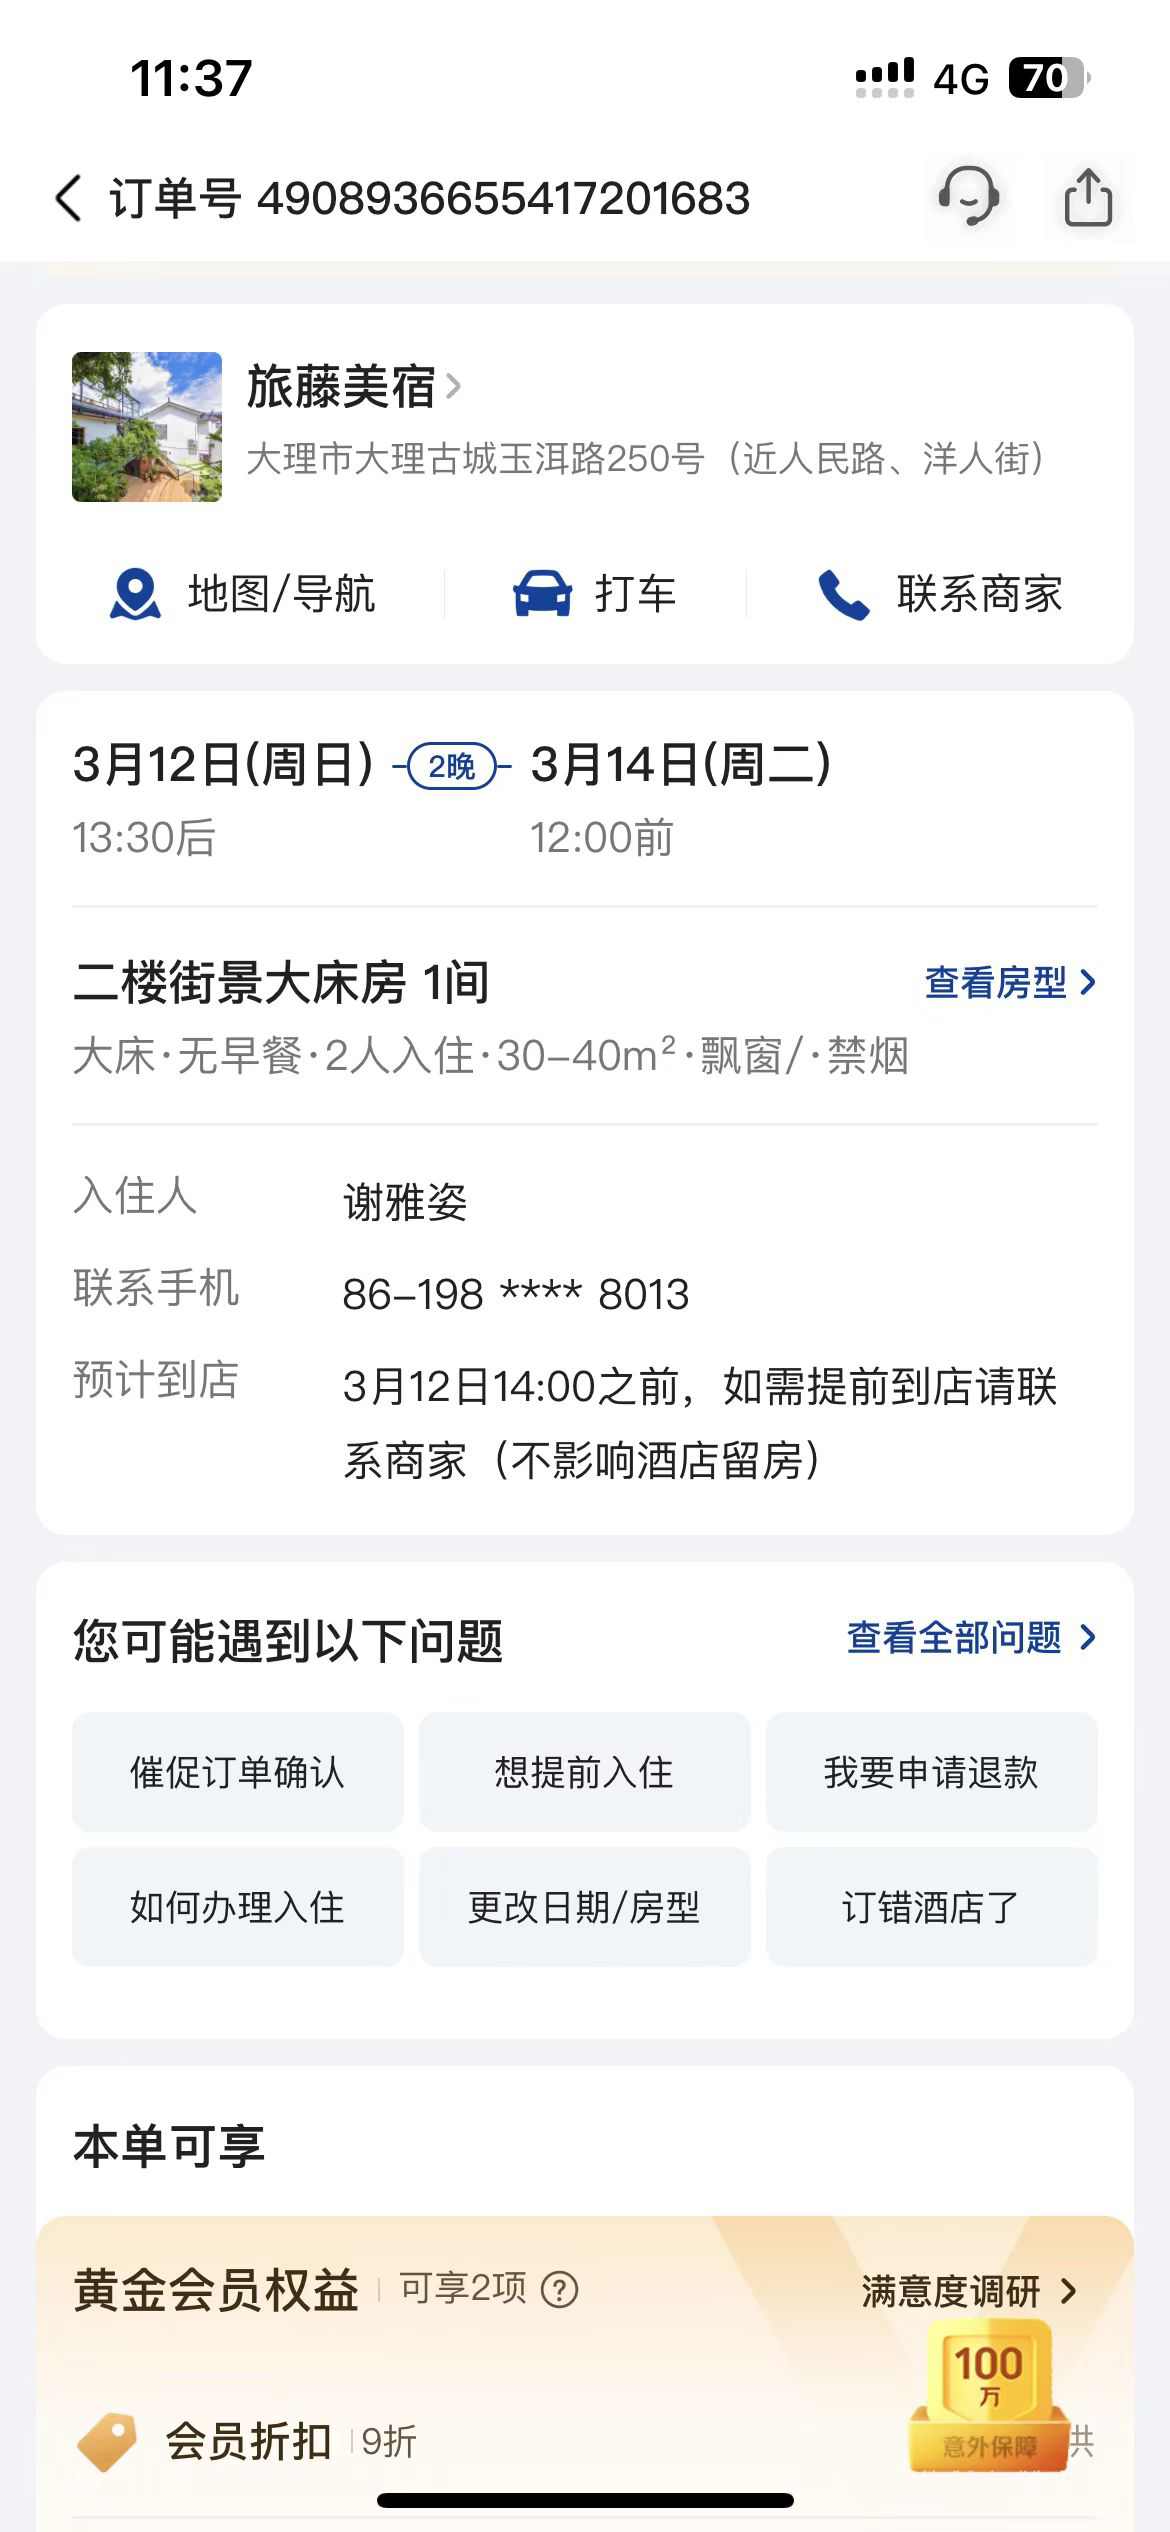 11:37
4G 70
订单号 4908936655417201683
旅藤美宿
大理市大理古城玉洱路250号（近人民路、洋人街）
地图/导航 打车 联系商家
3月12日(周日) 2晚 3月14日(周二)
13:30后 12:00前
二楼街景大床房 1间 查看房型
大床·无早餐·2人入住·30-40m²·飘窗/·禁烟
入住人 谢雅姿
联系手机 86-198 **** 8013
预计到店 3月12日14:00之前，如需提前到店请联
系商家（不影响酒店留房）
您可能遇到以下问题 查看全部问题
催促订单确认 想提前入住 我要申请退款
如何办理入住 更改日期/房型 订错酒店了
本单可享
黄金会员权益 可享2项 ? 满意度调研
100
万
会员折扣 9折 意外保障 供